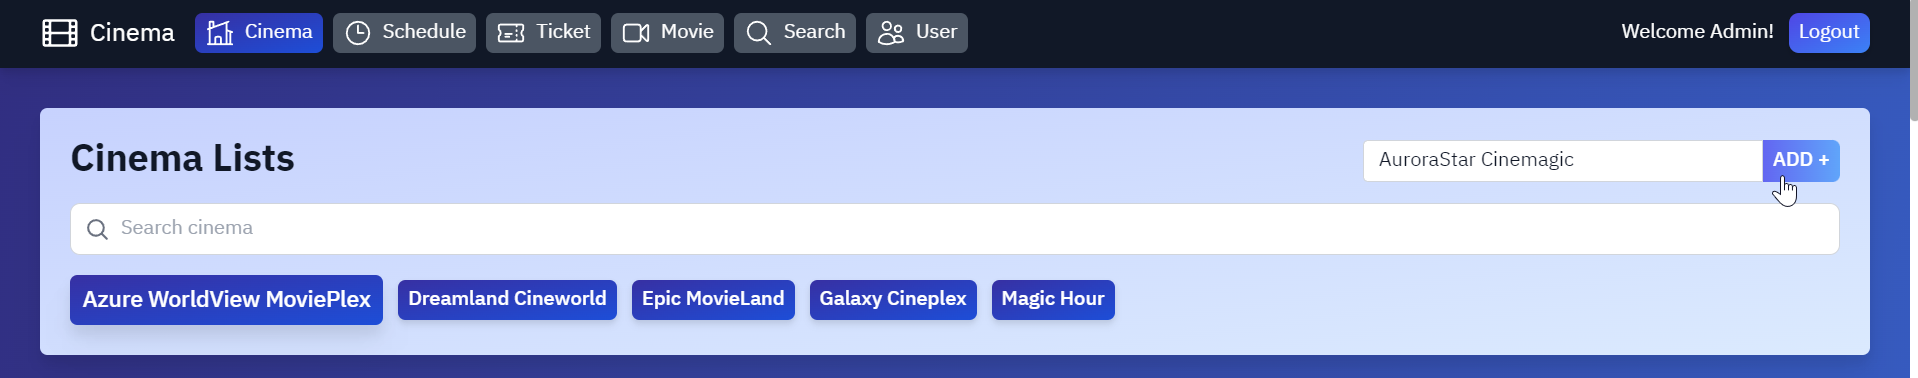 Cinema Cinema Schedule Ticket Movie Search User Welcome Admin! Logout
Cinema Lists AuroraStar Cinemagic ADD +
Search cinema
Azure WorldView MoviePlex Dreamland Cineworld Epic MovieLand Galaxy Cineplex Magic Hour